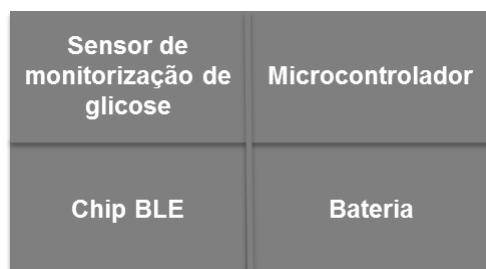 Sensor de
monitorização de
glicose
Microcontrolador
Chip BLE
Bateria